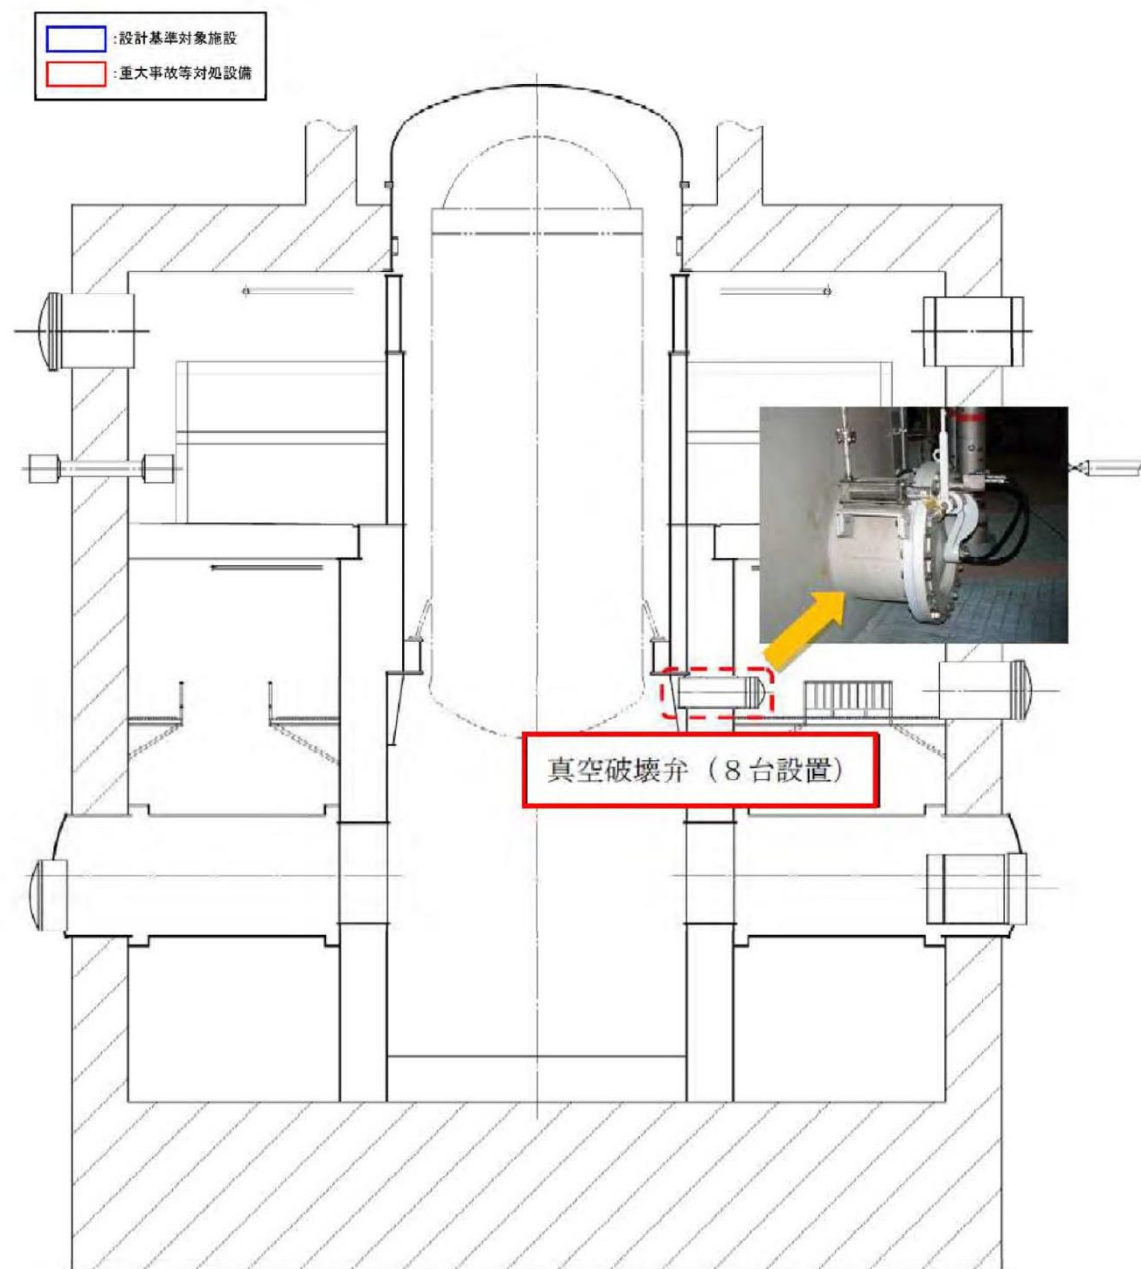 :設計基準対象施設
:重大事故等対処設備
真空破壊弁（８台設置）